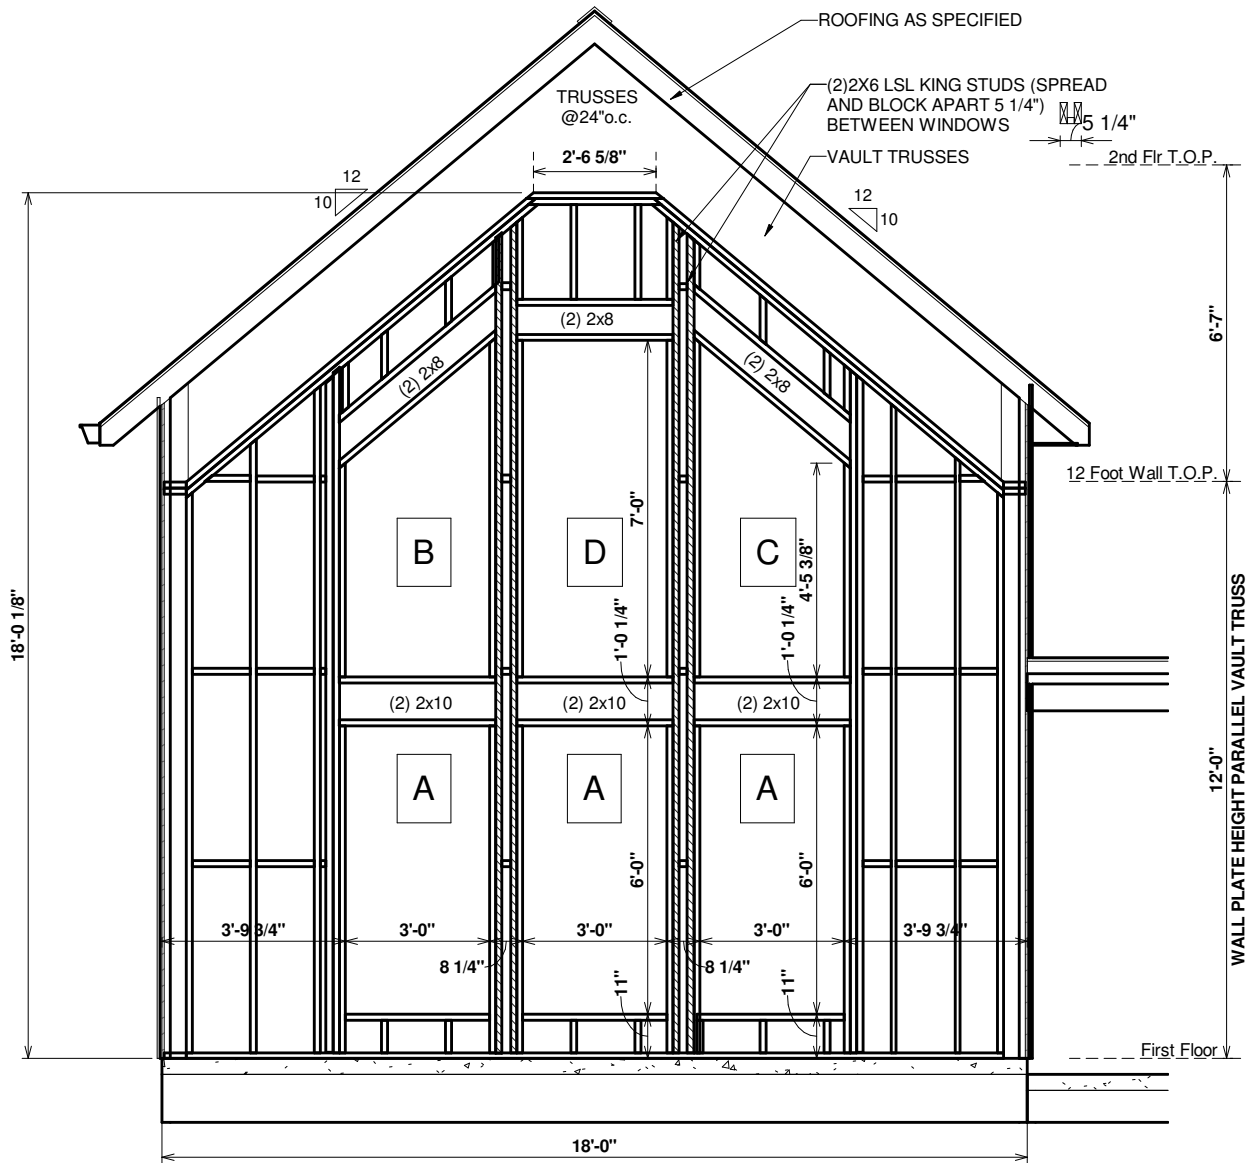 ROOFING AS SPECIFIED
TRUSSES
@24"o.c.
(2)2X6 LSL KING STUDS (SPREAD
AND BLOCK APART 5 1/4")
BETWEEN WINDOWS
5 1/4"
VAULT TRUSSES
2nd Flr T.O.P.
2'-6 5/8"
12
10
12
10
(2) 2x8
(2) 2x8
(2) 2x8
6'-7"
12 Foot Wall T.O.P.
7'-0"
B
D
C
4'-5 3/8"
18'-0 1/8"
1'-0 1/4"
1'-0 1/4"
(2) 2x10
(2) 2x10
(2) 2x10
12'-0"
WALL PLATE HEIGHT PARALLEL VAULT TRUSS
A
A
A
6'-0"
6'-0"
3'-9 3/4"
3'-0"
3'-0"
3'-0"
3'-9 3/4"
8 1/4"
8 1/4"
11"
11"
First Floor
18'-0"